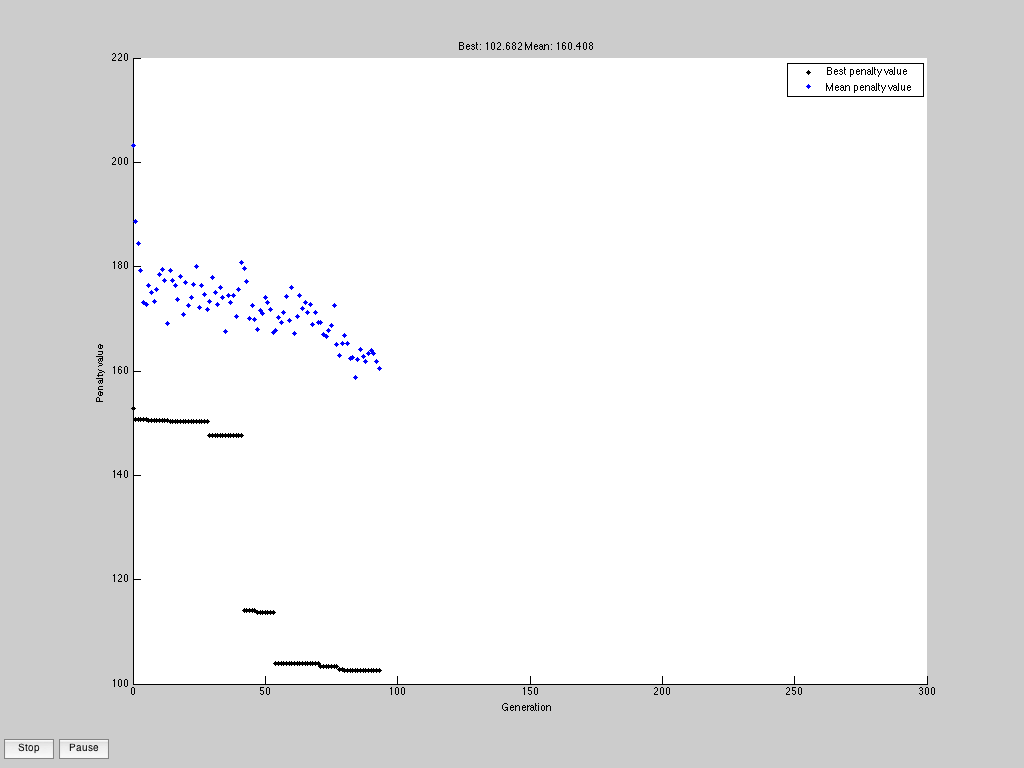 Best: 102.682 Mean: 160.408
Best penalty value
Mean penalty value
220
200
180
160
140
120
100
Penalty value
0 50 100 150 200 250 300
Generation
Stop Pause